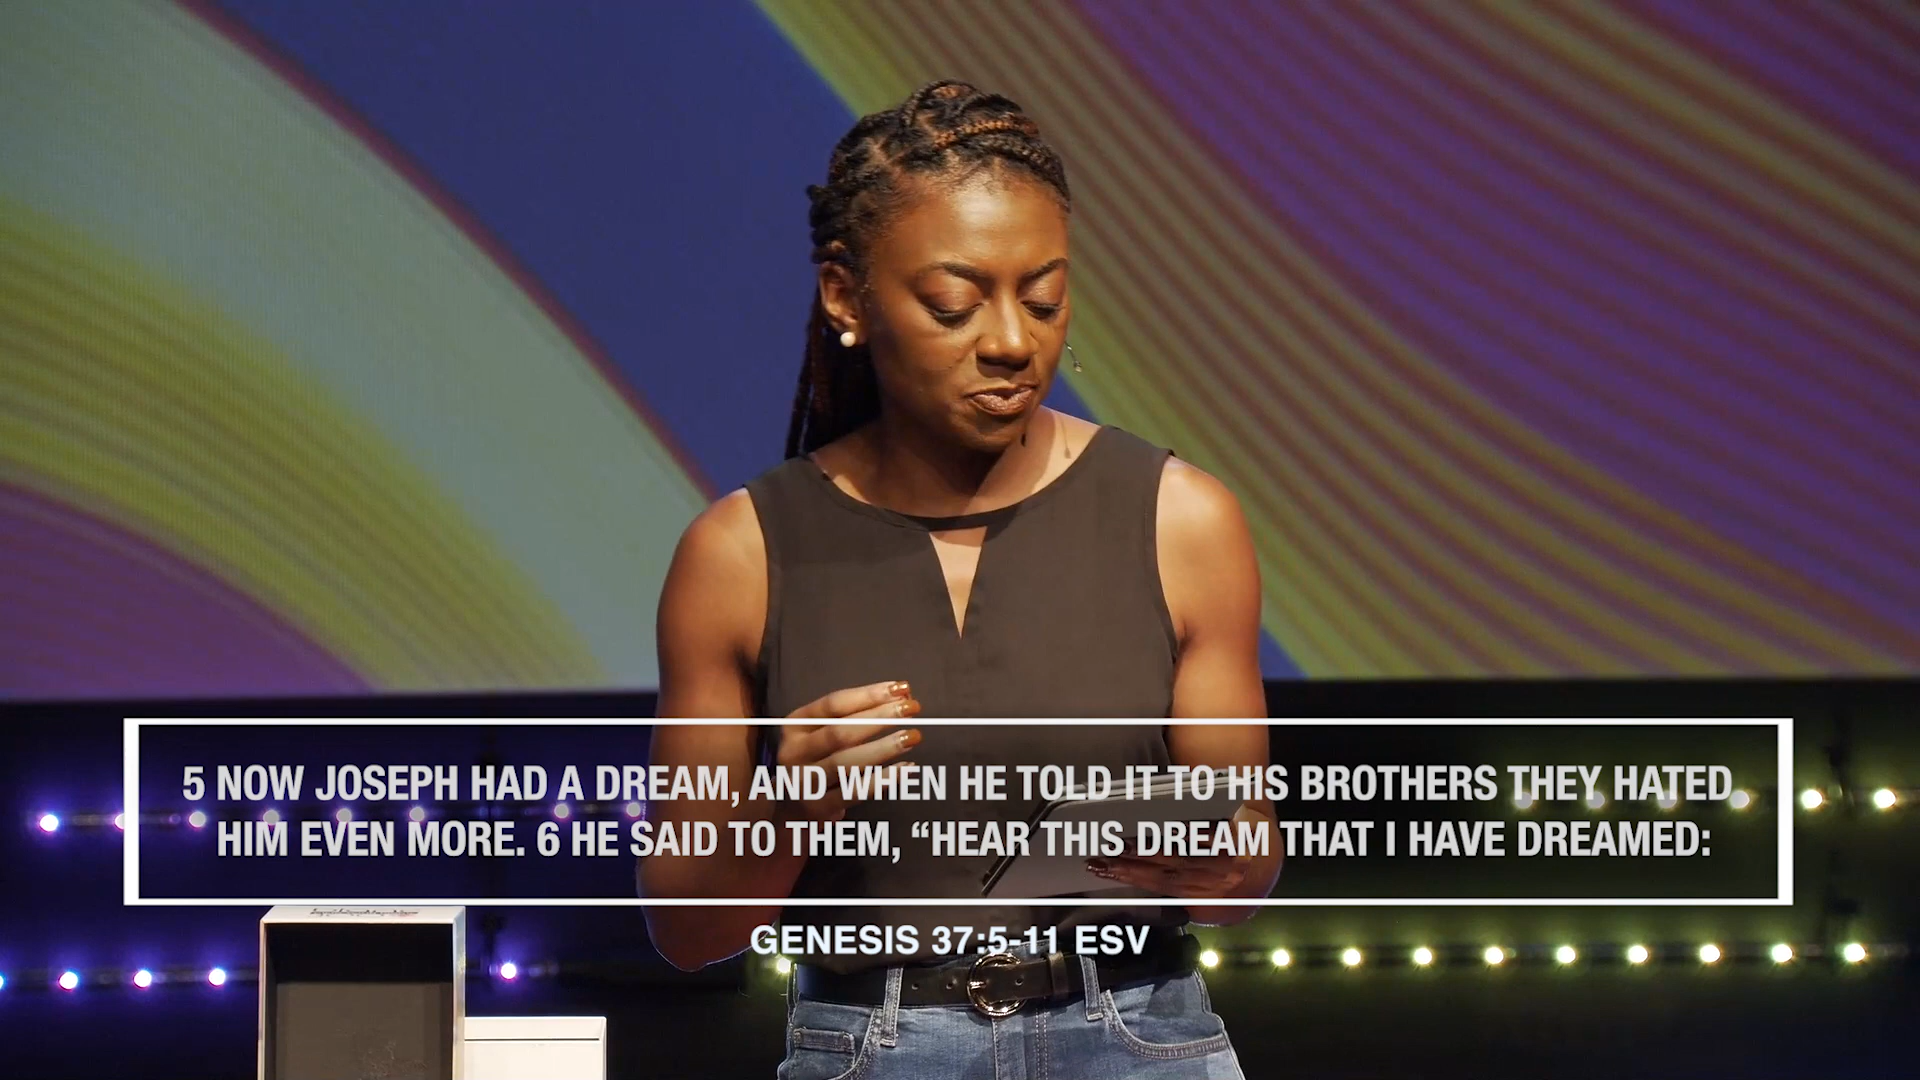 5 NOW JOSEPH HAD A DREAM, AND WHEN HE TOLD IT TO HIS BROTHERS THEY HATED
HIM EVEN MORE. 6 HE SAID TO THEM, “HEAR THIS DREAM THAT I HAVE DREAMED:
GENESIS 37:5-11 ESV